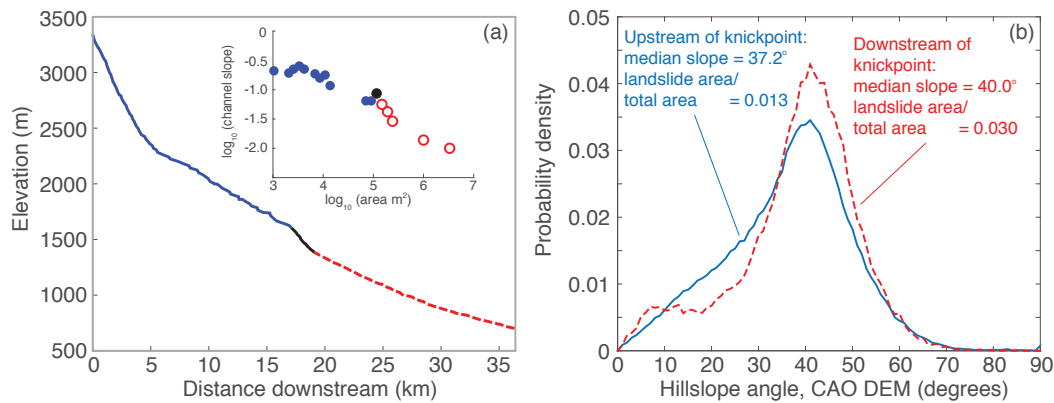 (a)
3500
3000
2500
2000
1500
1000
500
Elevation (m)
0
5
10
15
20
25
30
35
Distance downstream (km)
0
-0.5
-1.0
-1.5
-2.0
log10 (channel slope)
3
4
5
6
7
log10 (area m2)
(b)
Upstream of knickpoint:
median slope = 37.2°
landslide area/
total area = 0.013
Downstream of
knickpoint:
median slope = 40.0°
landslide area/
total area = 0.030
0.05
0.04
0.03
0.02
0.01
0
Probability density
0
10
20
30
40
50
60
70
80
90
Hillslope angle, CAO DEM (degrees)